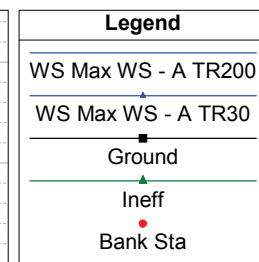 Legend
WS Max WS - A TR200
WS Max WS - A TR30
Ground
Ineff
Bank Sta